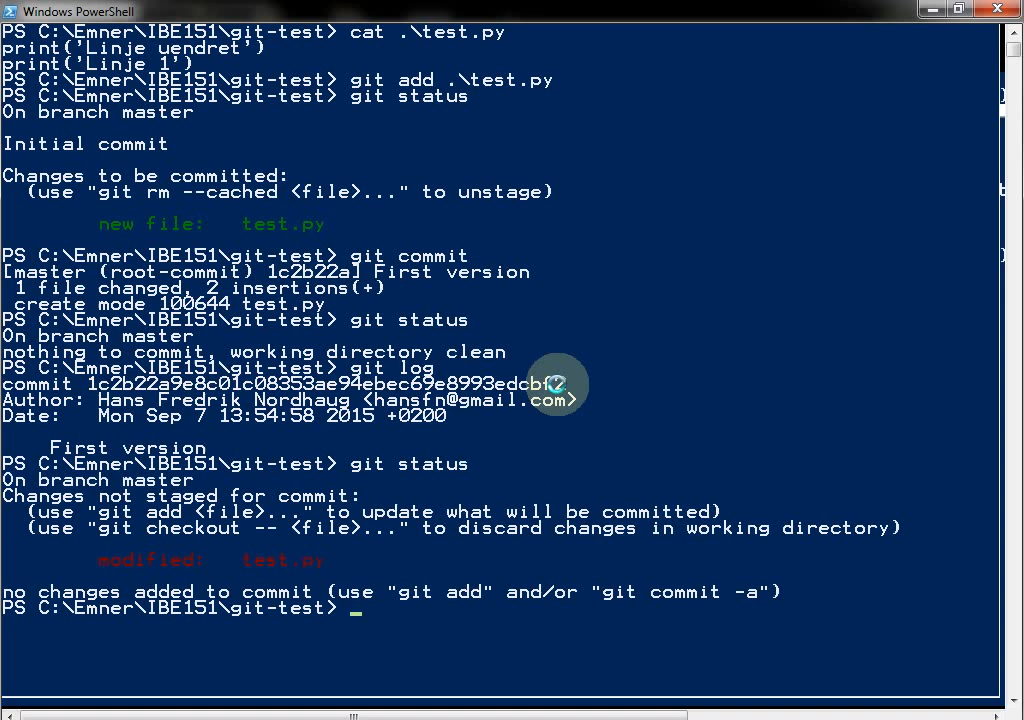 Windows PowerShell
PS C:\Emner\IBE151\git-test> cat .\test.py
print('Linje uendret')
print('Linje 1')
PS C:\Emner\IBE151\git-test> git add .\test.py
PS C:\Emner\IBE151\git-test> git status
On branch master
Initial commit
Changes to be committed:
(use "git rm --cached <file>..." to unstage)
new file: test.py
PS C:\Emner\IBE151\git-test> git commit
[master (root-commit) 1c2b22a] First version
1 file changed, 2 insertions(+)
create mode 100644 test.py
PS C:\Emner\IBE151\git-test> git status
On branch master
nothing to commit, working directory clean
PS C:\Emner\IBE151\git-test> git log
commit 1c2b22a9e8c01c08353ae94ebec69e8993edcbf2
Author: Hans Fredrik Nordhaug <hansfn@gmail.com>
Date: Mon Sep 7 13:54:58 2015 +0200
First version
PS C:\Emner\IBE151\git-test> git status
On branch master
Changes not staged for commit:
(use "git add <file>..." to update what will be committed)
(use "git checkout -- <file>..." to discard changes in working directory)
modified: test.py
no changes added to commit (use "git add" and/or "git commit -a")
PS C:\Emner\IBE151\git-test>